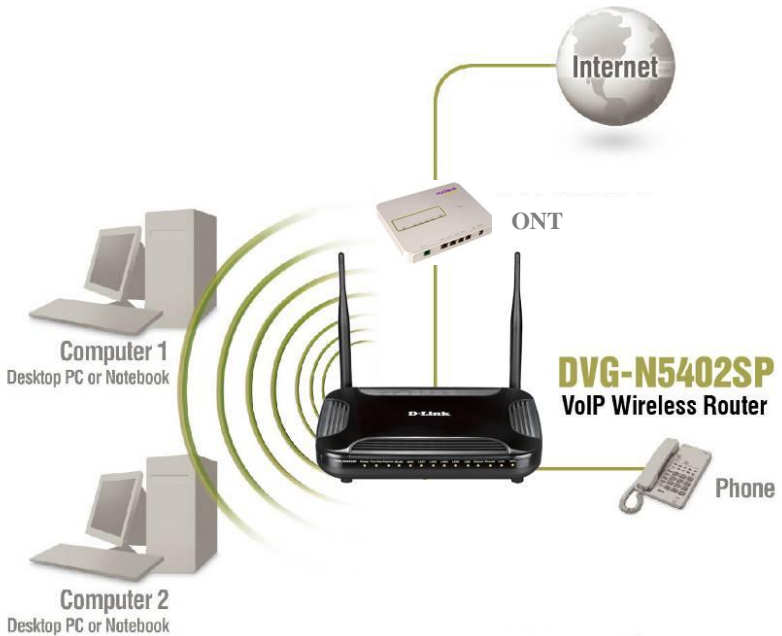 Internet
ONT
D-Link
Computer 1
Desktop PC or Notebook
DVG-N5402SP
VoIP Wireless Router
Phone
Computer 2
Desktop PC or Notebook